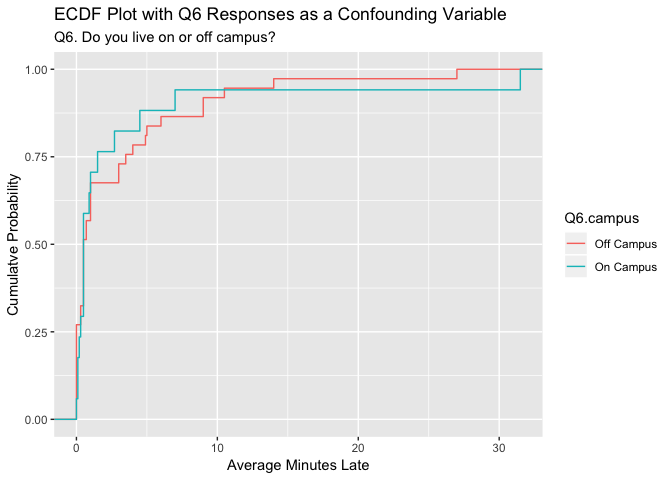 ECDF Plot with Q6 Responses as a Confounding Variable
Q6. Do you live on or off campus?
1.00
0.75
0.50
0.25
0.00
Cumulatve Probability
0
10
20
30
Average Minutes Late
Q6.campus
Off Campus
On Campus